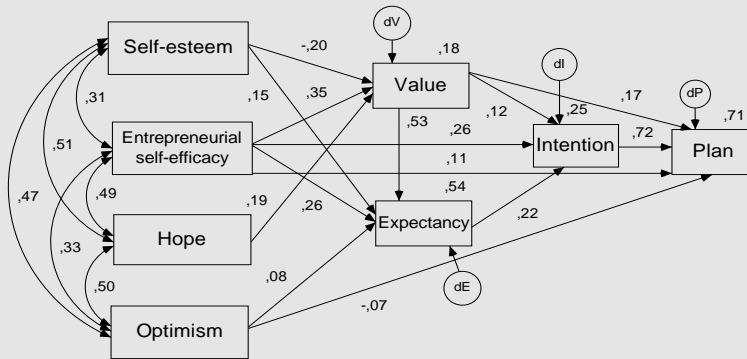 dV
Self-esteem
-,20
,18
dI
Value
,15
,35
,17
dP
,31
,12
,25
,71
,53
Entrepreneurial
self-efficacy
,26
,72
Intention
Plan
,51
,11
,47
,49
,19
,26
,54
Hope
Expectancy
,22
,33
,08
,50
dE
-,07
Optimism